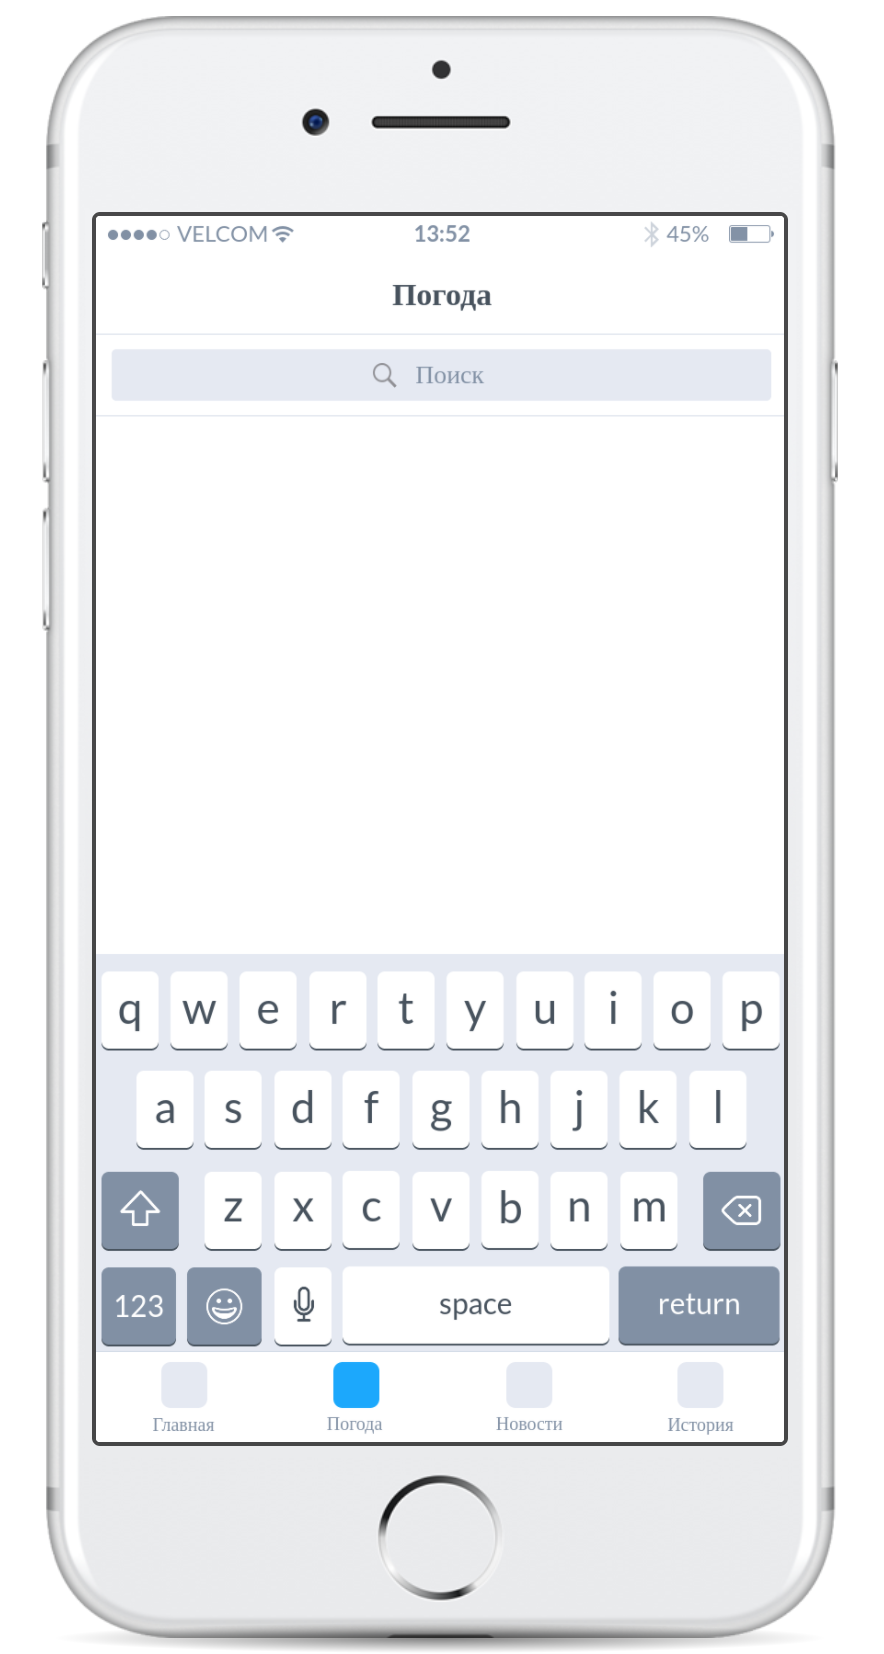 VELCOM 13:52 45%
Погода
Поиск
q w e r t y u i o p
a s d f g h j k l
z x c v b n m
123 space return
Главная Погода Новости История